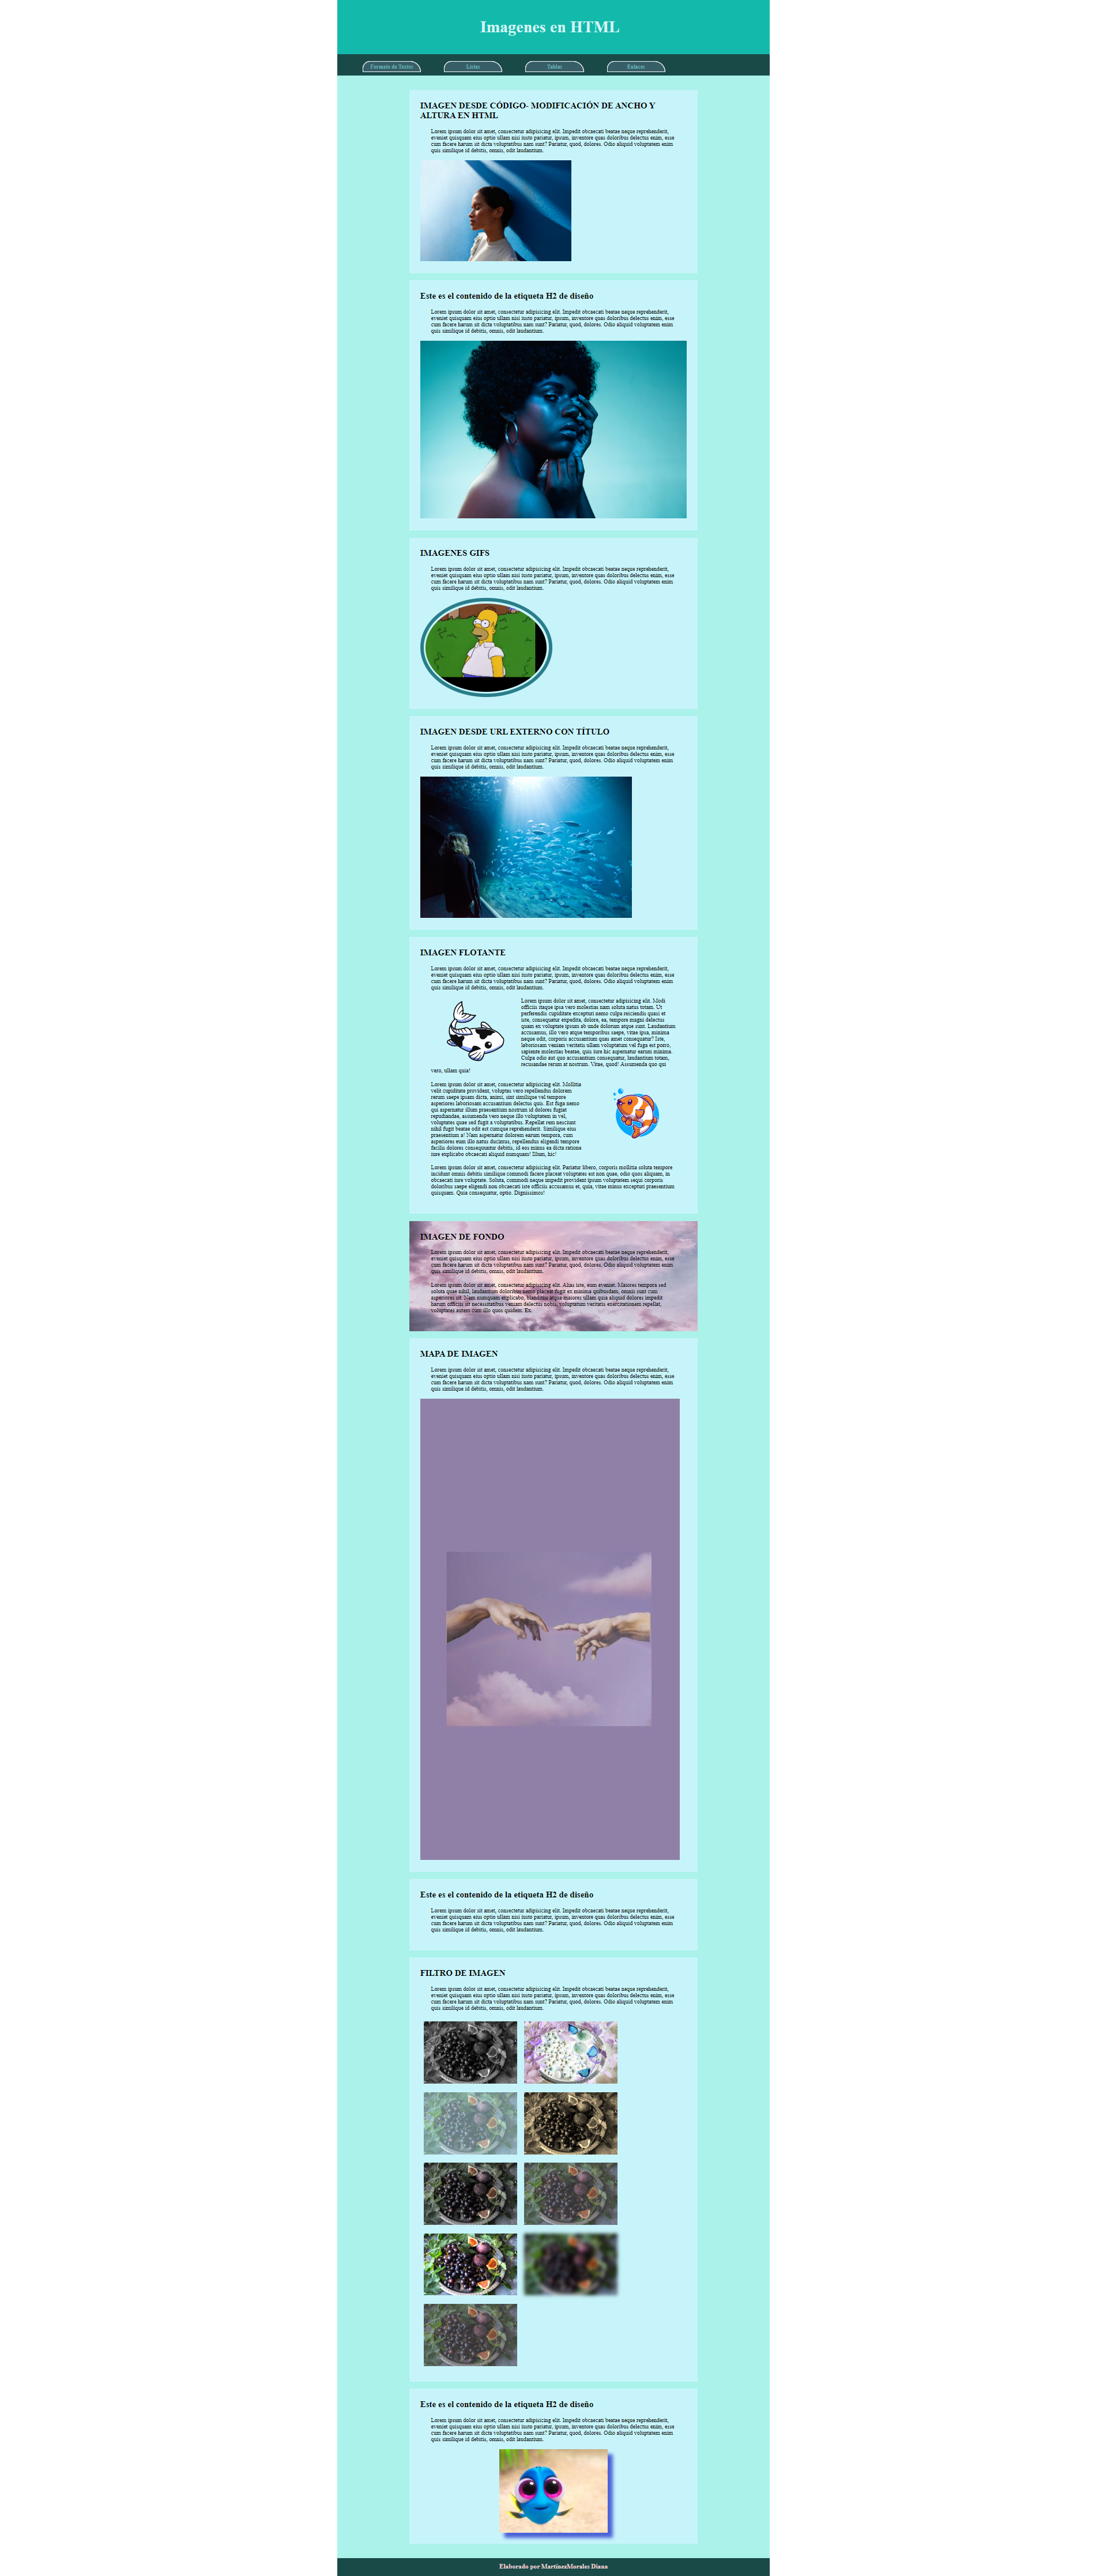 Imagenes en HTML
Formato de Textos
Listas
Tablas
Enlaces
IMAGEN DESDE CÓDIGO- MODIFICACIÓN DE ANCHO Y
ALTURA EN HTML
Lorem ipsum dolor sit amet, consectetur adipisicing elit. Impedit obcaecati beatae neque reprehenderit,
eveniet quisquam eius optio ullam nisi iusto pariatur, ipsum, inventore quas doloribus delectus enim, esse
cum facere harum sit dicta voluptatibus nam sunt? Pariatur, quod, dolores. Odio aliquid voluptatem enim
quis similique id debitis, omnis, odit laudantium.
Este es el contenido de la etiqueta H2 de diseño
Lorem ipsum dolor sit amet, consectetur adipisicing elit. Impedit obcaecati beatae neque reprehenderit,
eveniet quisquam eius optio ullam nisi iusto pariatur, ipsum, inventore quas doloribus delectus enim, esse
cum facere harum sit dicta voluptatibus nam sunt? Pariatur, quod, dolores. Odio aliquid voluptatem enim
quis similique id debitis, omnis, odit laudantium.
IMAGENES GIFS
Lorem ipsum dolor sit amet, consectetur adipisicing elit. Impedit obcaecati beatae neque reprehenderit,
eveniet quisquam eius optio ullam nisi iusto pariatur, ipsum, inventore quas doloribus delectus enim, esse
cum facere harum sit dicta voluptatibus nam sunt? Pariatur, quod, dolores. Odio aliquid voluptatem enim
quis similique id debitis, omnis, odit laudantium.
IMAGEN DESDE URL EXTERNO CON TÍTULO
Lorem ipsum dolor sit amet, consectetur adipisicing elit. Impedit obcaecati beatae neque reprehenderit,
eveniet quisquam eius optio ullam nisi iusto pariatur, ipsum, inventore quas doloribus delectus enim, esse
cum facere harum sit dicta voluptatibus nam sunt? Pariatur, quod, dolores. Odio aliquid voluptatem enim
quis similique id debitis, omnis, odit laudantium.
IMAGEN FLOTANTE
Lorem ipsum dolor sit amet, consectetur adipisicing elit. Impedit obcaecati beatae neque reprehenderit,
eveniet quisquam eius optio ullam nisi iusto pariatur, ipsum, inventore quas doloribus delectus enim, esse
cum facere harum sit dicta voluptatibus nam sunt? Pariatur, quod, dolores. Odio aliquid voluptatem enim
quis similique id debitis, omnis, odit laudantium.
Lorem ipsum dolor sit amet, consectetur adipisicing elit. Modi
officiis itaque ipsa vero molestias nam soluta natus totam. Ut
perferendis cupiditate excepturi nemo culpa reiciendis quasi et
iste, consequatur expedita, dolore, ea, tempore magni delectus
quam ex voluptate ipsum ab unde dolorum atque sunt. Laudantium
accusamus, illo vero atque temporibus saepe, vitae ipsa, minima
neque odit, corporis accusantium quas amet consequatur? Iste,
laboriosam veniam veritatis ullam voluptatum vel fuga est porro,
sapiente molestias beatae, quis iure hic aspernatur earum minima.
Culpa odio aut quo accusantium consequatur, laudantium totam,
recusandae rerum at nostrum. Vitae, quod! Assumenda quo qui
vero, ullam quia!
Lorem ipsum dolor sit amet, consectetur adipisicing elit. Mollitia
velit cupiditate provident, voluptas vero repellendus dolorem
rerum saepe ipsam dicta, animi, sint similique vel tempore
asperiores laboriosam accusantium delectus quis. Est fuga nemo
qui aspernatur illum praesentium nostrum id dolores fugiat
repudiandae, assumenda vero neque illo voluptatem in vel,
voluptates quae sed fugit a voluptatibus. Repellat rem nesciunt
nihil fugit beatae odit est cumque reprehenderit. Similique eius
praesentium a! Nam aspernatur dolorem earum tempora, cum
asperiores eum illo natus ducimus, repellendus eligendi tempore
facilis dolores consequuntur debitis, id eos minus ea dicta ratione
iure explicabo obcaecati aliquid numquam! Illum, hic!
Lorem ipsum dolor sit amet, consectetur adipisicing elit. Pariatur libero, corporis mollitia soluta tempore
incidunt omnis debitis similique commodi facere placeat voluptates est non quae, odio quos aliquam, in
obcaecati iure voluptate. Soluta, commodi neque impedit provident ipsum voluptatem sequi corporis
doloribus saepe eligendi non obcaecati iste officiis accusamus et, quia, vitae minus excepturi praesentium
quisquam. Quia consequatur, optio. Dignissimos!
IMAGEN DE FONDO
Lorem ipsum dolor sit amet, consectetur adipisicing elit. Impedit obcaecati beatae neque reprehenderit,
eveniet quisquam eius optio ullam nisi iusto pariatur, ipsum, inventore quas doloribus delectus enim, esse
cum facere harum sit dicta voluptatibus nam sunt? Pariatur, quod, dolores. Odio aliquid voluptatem enim
quis similique id debitis, omnis, odit laudantium.
Lorem ipsum dolor sit amet, consectetur adipisicing elit. Alias iste, eum eveniet. Maiores tempora sed
soluta quae nihil, laudantium doloribus nemo placeat fugit ex minima quibusdam, omnis sunt cum
asperiores sit. Nam numquam explicabo, blanditiis atque maiores ullam quia aliquid dolores impedit
harum officiis sit necessitatibus veniam delectus nobis, voluptatum veritatis exercitationem repellat,
voluptates autem cum illo quos quidem. Ex.
MAPA DE IMAGEN
Lorem ipsum dolor sit amet, consectetur adipisicing elit. Impedit obcaecati beatae neque reprehenderit,
eveniet quisquam eius optio ullam nisi iusto pariatur, ipsum, inventore quas doloribus delectus enim, esse
cum facere harum sit dicta voluptatibus nam sunt? Pariatur, quod, dolores. Odio aliquid voluptatem enim
quis similique id debitis, omnis, odit laudantium.
Este es el contenido de la etiqueta H2 de diseño
Lorem ipsum dolor sit amet, consectetur adipisicing elit. Impedit obcaecati beatae neque reprehenderit,
eveniet quisquam eius optio ullam nisi iusto pariatur, ipsum, inventore quas doloribus delectus enim, esse
cum facere harum sit dicta voluptatibus nam sunt? Pariatur, quod, dolores. Odio aliquid voluptatem enim
quis similique id debitis, omnis, odit laudantium.
FILTRO DE IMAGEN
Lorem ipsum dolor sit amet, consectetur adipisicing elit. Impedit obcaecati beatae neque reprehenderit,
eveniet quisquam eius optio ullam nisi iusto pariatur, ipsum, inventore quas doloribus delectus enim, esse
cum facere harum sit dicta voluptatibus nam sunt? Pariatur, quod, dolores. Odio aliquid voluptatem enim
quis similique id debitis, omnis, odit laudantium.
Este es el contenido de la etiqueta H2 de diseño
Lorem ipsum dolor sit amet, consectetur adipisicing elit. Impedit obcaecati beatae neque reprehenderit,
eveniet quisquam eius optio ullam nisi iusto pariatur, ipsum, inventore quas doloribus delectus enim, esse
cum facere harum sit dicta voluptatibus nam sunt? Pariatur, quod, dolores. Odio aliquid voluptatem enim
quis similique id debitis, omnis, odit laudantium.
Elaborado por MartinezMorales Diana